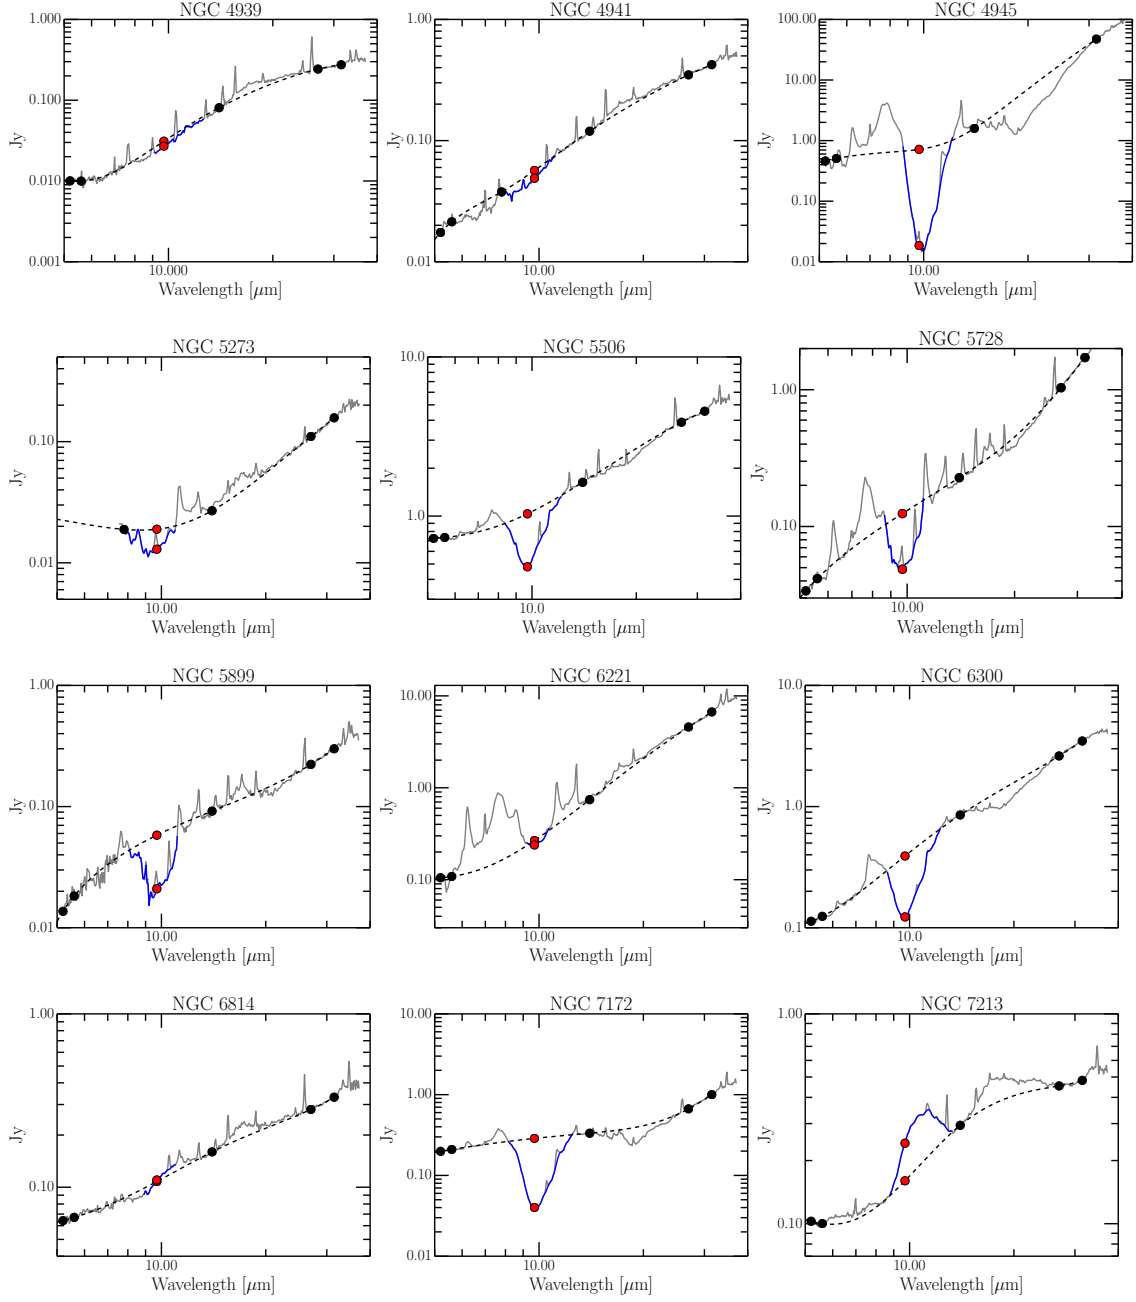 NGC 4939
1.000
0.100
0.010
0.001
Jy
10.000
Wavelength [μm]
NGC 4941
1.00
0.10
0.01
Jy
10.00
Wavelength [μm]
NGC 4945
100.00
10.00
1.00
0.10
0.01
Jy
10.00
Wavelength [μm]
NGC 5273
0.10
0.01
Jy
10.00
Wavelength [μm]
NGC 5506
10.0
1.0
Jy
10.0
Wavelength [μm]
NGC 5728
1.00
0.10
Jy
10.00
Wavelength [μm]
NGC 5899
1.00
0.10
0.01
Jy
10.00
Wavelength [μm]
NGC 6221
10.00
1.00
0.10
Jy
10.00
Wavelength [μm]
NGC 6300
10.0
1.0
0.1
Jy
10.0
Wavelength [μm]
NGC 6814
1.00
0.10
Jy
10.00
Wavelength [μm]
NGC 7172
10.00
1.00
0.10
0.01
Jy
10.00
Wavelength [μm]
NGC 7213
1.00
0.10
Jy
10.00
Wavelength [μm]